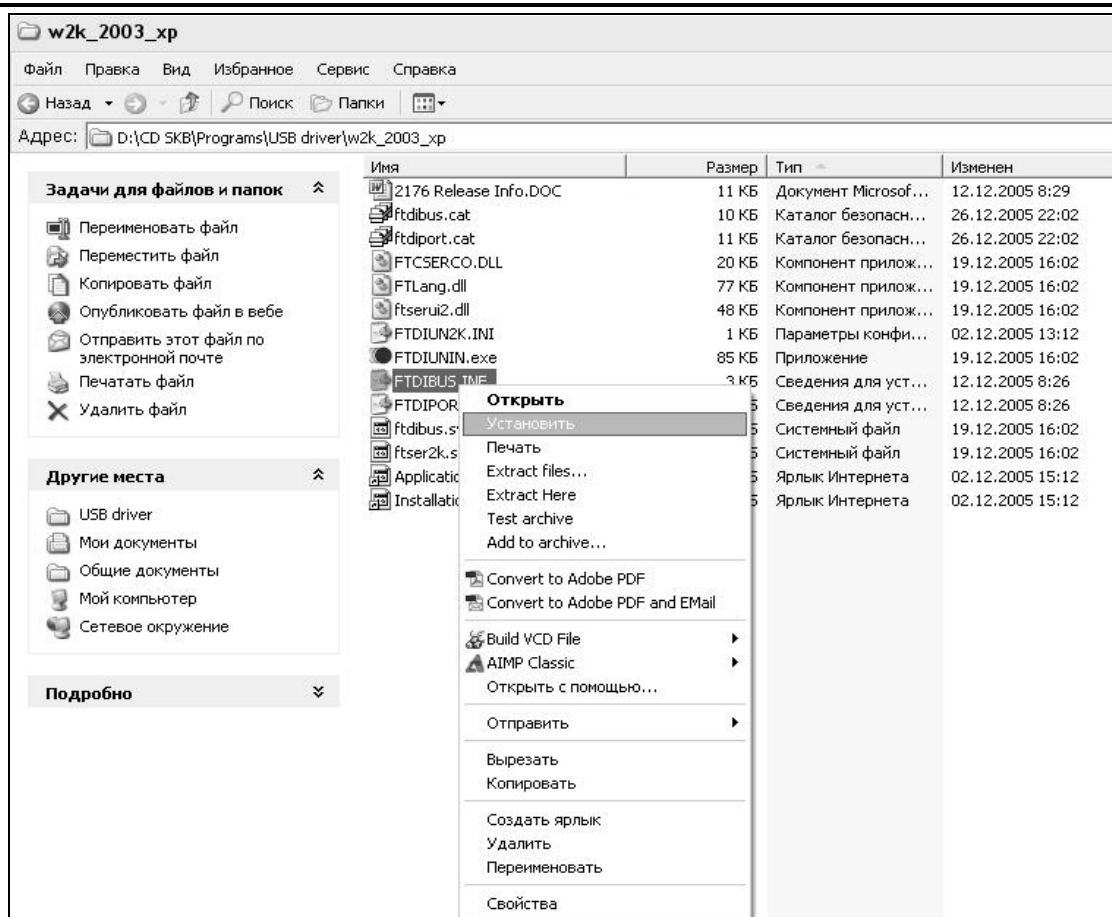 w2k_2003_xp
Файл Правка Вид Избранное Сервис Справка
Назад Поиск Папки
Адрес: D:\CD SKB\Programs\USB driver\w2k_2003_xp
Задачи для файлов и папок
Переименовать файл
Переместить файл
Копировать файл
Опубликовать файл в вебе
Отправить этот файл по
электронной почте
Печатать файл
Удалить файл
Другие места
USB driver
Мои документы
Общие документы
Мой компьютер
Сетевое окружение
Подробно
Имя Размер Тип Изменен
2176 Release Info.DOC 11 КБ Документ Microsof... 12.12.2005 8:29
ftdibus.cat 10 КБ Каталог безопасн... 26.12.2005 22:02
ftdiport.cat 11 КБ Каталог безопасн... 26.12.2005 22:02
FTCSERCO.DLL 20 КБ Компонент прилож... 19.12.2005 16:02
FTLang.dll 77 КБ Компонент прилож... 19.12.2005 16:02
ftserui2.dll 48 КБ Компонент прилож... 19.12.2005 16:02
FTDIUN2K.INI 1 КБ Параметры конфи... 02.12.2013 13:12
FTDIUNIN.exe 85 КБ Приложение 19.12.2005 16:02
FTDIBUS.INF 3 КБ Сведения для уст... 12.12.2005 8:26
FTDIPOR Б Сведения для уст... 12.12.2005 8:26
ftdibus.s Б Системный файл 19.12.2005 16:02
ftser2k.s Б Системный файл 19.12.2005 16:02
Applicatio Б Ярлык Интернета 02.12.2005 15:12
Installatio Б Ярлык Интернета 02.12.2005 15:12
Открыть
Установить
Печать
Extract files...
Extract Here
Test archive
Add to archive...
Convert to Adobe PDF
Convert to Adobe PDF and EMail
Build VCD File
AIMP Classic
Открыть с помощью...
Отправить
Вырезать
Копировать
Создать ярлык
Удалить
Переименовать
Свойства